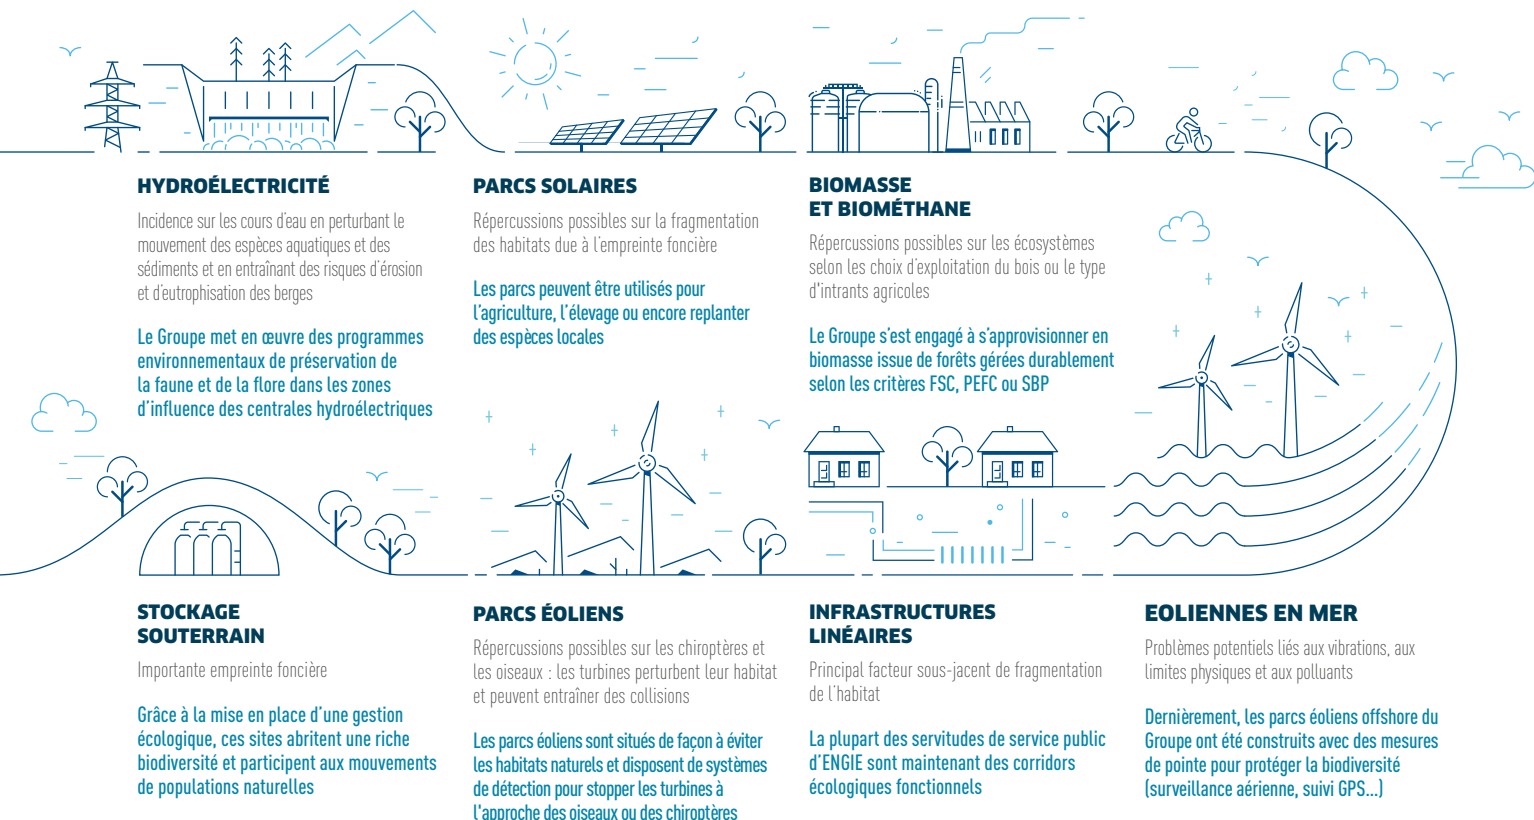 HYDROÉLECTRICITÉ
Incidence sur les cours d'eau en perturbant le
mouvement des espèces aquatiques et des
sédiments et en entraînant des risques d'érosion
et d'eutrophisation des berges
Le Groupe met en œuvre des programmes
environnementaux de préservation de
la faune et de la flore dans les zones
d'influence des centrales hydroélectriques
PARCS SOLAIRES
Répercussions possibles sur la fragmentation
des habitats due à l'empreinte foncière
Les parcs peuvent être utilisés pour
l'agriculture, l'élevage ou encore replanter
des espèces locales
BIOMASSE
ET BIOMÉTHANE
Répercussions possibles sur les écosystèmes
selon les choix d'exploitation du bois ou le type
d'intrants agricoles
Le Groupe s'est engagé à s'approvisionner en
biomasse issue de forêts gérées durablement
selon les critères FSC, PEFC ou SBP
STOCKAGE
SOUTERRAIN
Importante empreinte foncière
Grâce à la mise en place d'une gestion
écologique, ces sites abritent une riche
biodiversité et participent aux mouvements
de populations naturelles
PARCS ÉOLIENS
Répercussions possibles sur les chiroptères et
les oiseaux : les turbines perturbent leur habitat
et peuvent entraîner des collisions
Les parcs éoliens sont situés de façon à éviter
les habitats naturels et disposent de systèmes
de détection pour stopper les turbines à
l'approche des oiseaux ou des chiroptères
INFRASTRUCTURES
LINÉAIRES
Principal facteur sous-jacent de fragmentation
de l'habitat
La plupart des servitudes de service public
d'ENGIE sont maintenant des corridors
écologiques fonctionnels
EOLIENNES EN MER
Problèmes potentiels liés aux vibrations, aux
limites physiques et aux polluants
Dernièrement, les parcs éoliens offshore du
Groupe ont été construits avec des mesures
de pointe pour protéger la biodiversité
(surveillance aérienne, suivi GPS...)